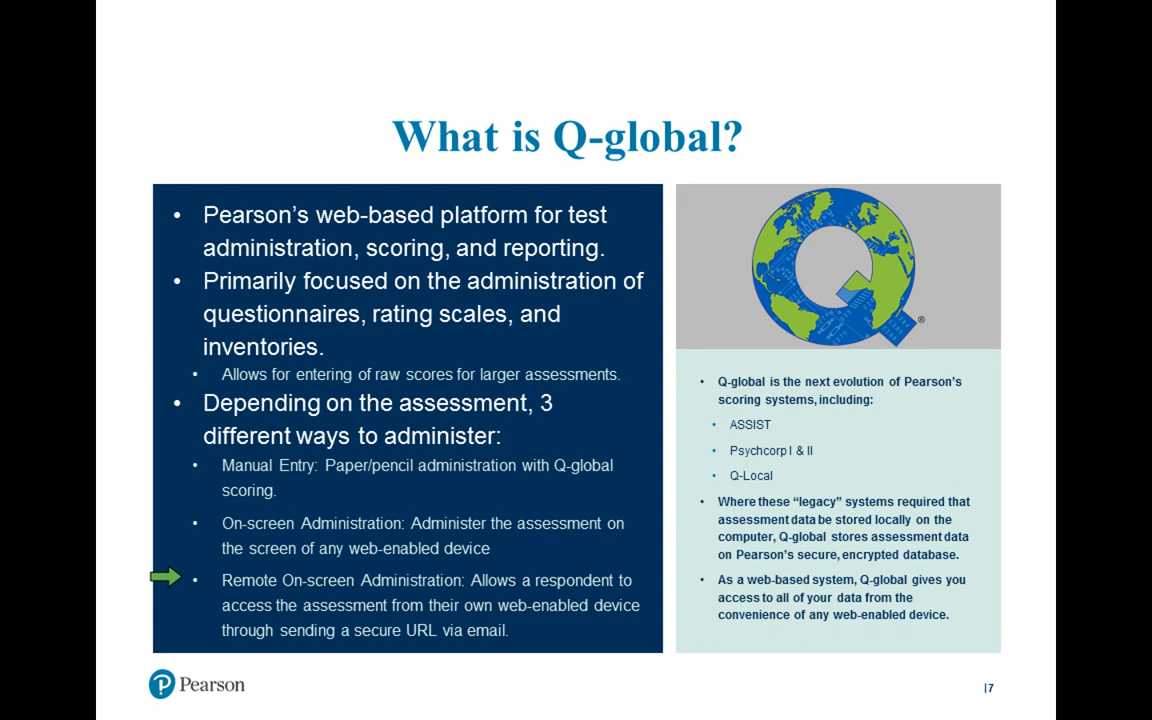 What is Q-global?
• Pearson’s web-based platform for test
administration, scoring, and reporting.
• Primarily focused on the administration of
questionnaires, rating scales, and
inventories.
• Allows for entering of raw scores for larger assessments.
• Depending on the assessment, 3
different ways to administer:
• Manual Entry: Paper/pencil administration with Q-global
scoring.
• On-screen Administration: Administer the assessment on
the screen of any web-enabled device
• Remote On-screen Administration: Allows a respondent to
access the assessment from their own web-enabled device
through sending a secure URL via email.
®
• Q-global is the next evolution of Pearson’s
scoring systems, including:
• ASSIST
• Psychcorp I & II
• Q-Local
• Where these “legacy” systems required that
assessment data be stored locally on the
computer, Q-global stores assessment data
on Pearson’s secure, encrypted database.
• As a web-based system, Q-global gives you
access to all of your data from the
convenience of any web-enabled device.
Pearson
|7